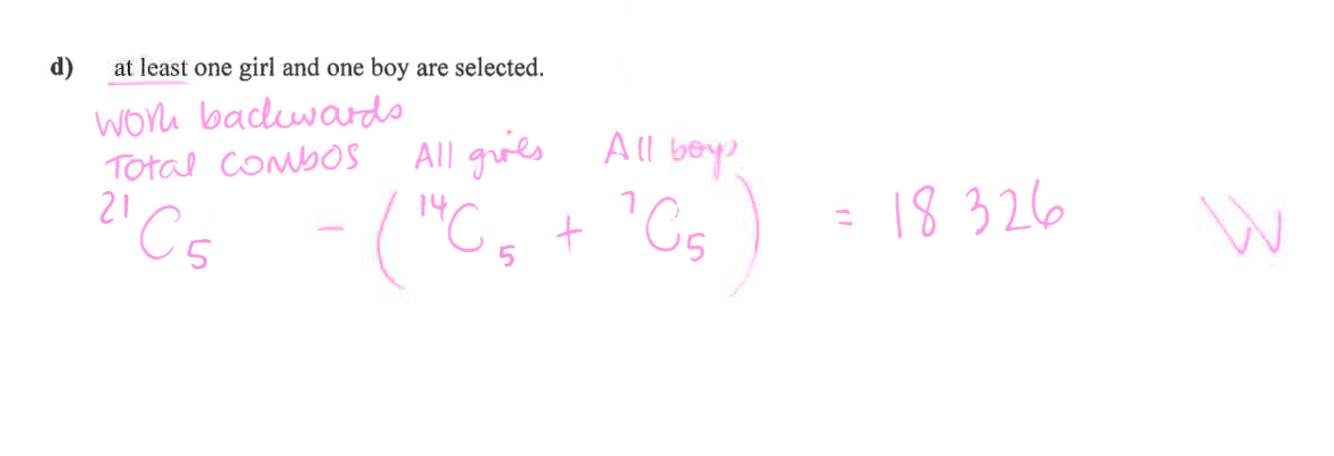 d) at least one girl and one boy are selected.
work backwards
Total combos All girls All boys
²¹C₅ - (¹⁴C₅ + ⁷C₅) = 18 326 W